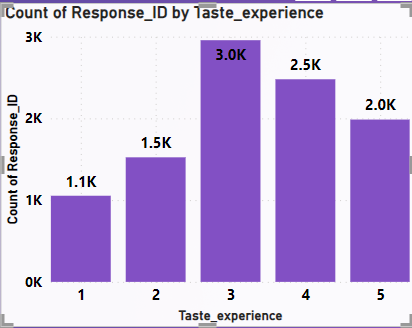 Count of Response_ID by Taste_experience
Count of Response_ID
3K
2K
1K
0K
1.1K
1.5K
3.0K
2.5K
2.0K
1 2 3 4 5
Taste_experience